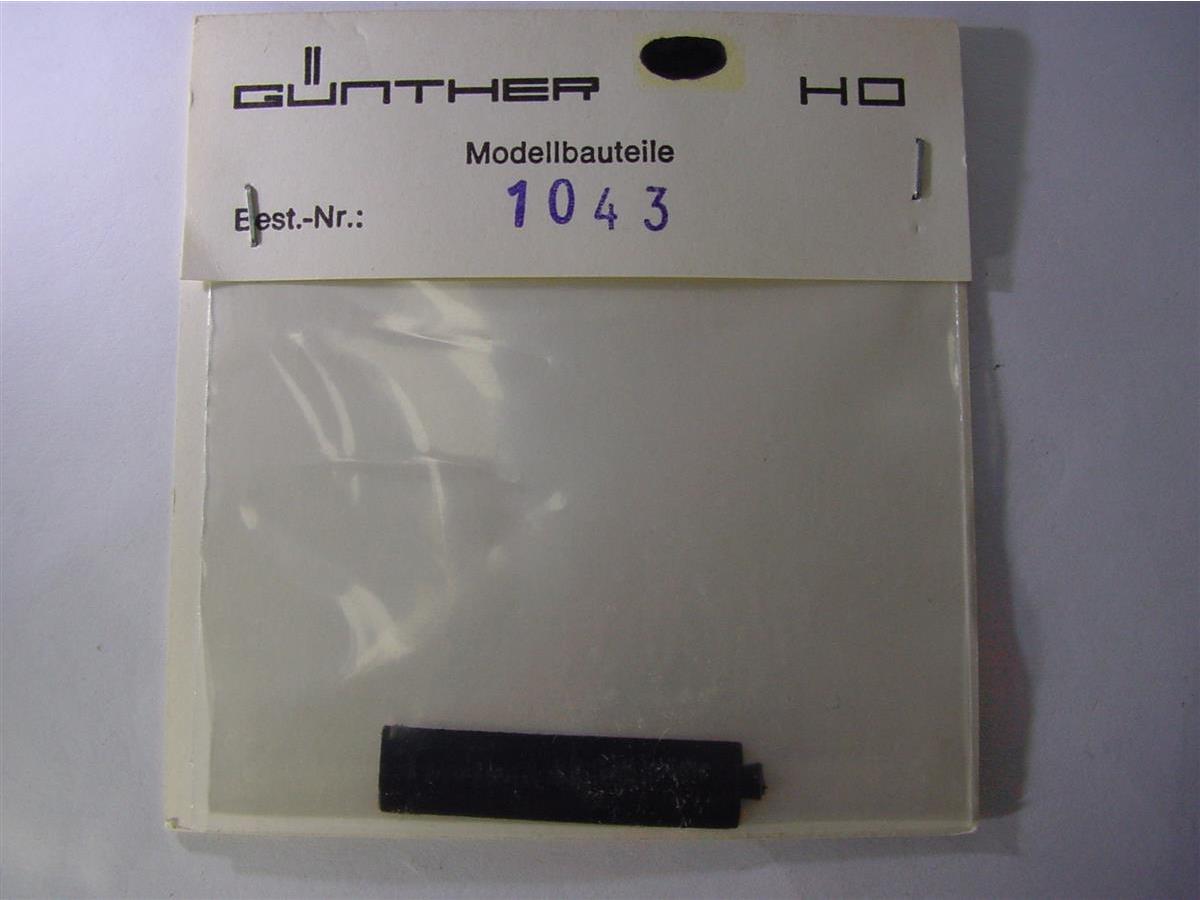 GÜNTHER HO
Modellbauteile
Best.-Nr.: 1043